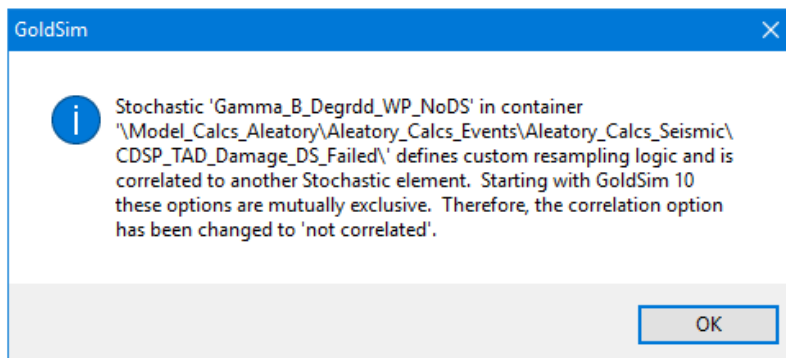 GoldSim
Stochastic 'Gamma_B_Degrdd_WP_NoDS' in container
'\Model_Calcs_Aleatory\Aleatory_Calcs_Events\Aleatory_Calcs_Seismic\
CDSP_TAD_Damage_DS_Failed\' defines custom resampling logic and is
correlated to another Stochastic element.  Starting with GoldSim 10
these options are mutually exclusive.  Therefore, the correlation option
has been changed to 'not correlated'.
OK